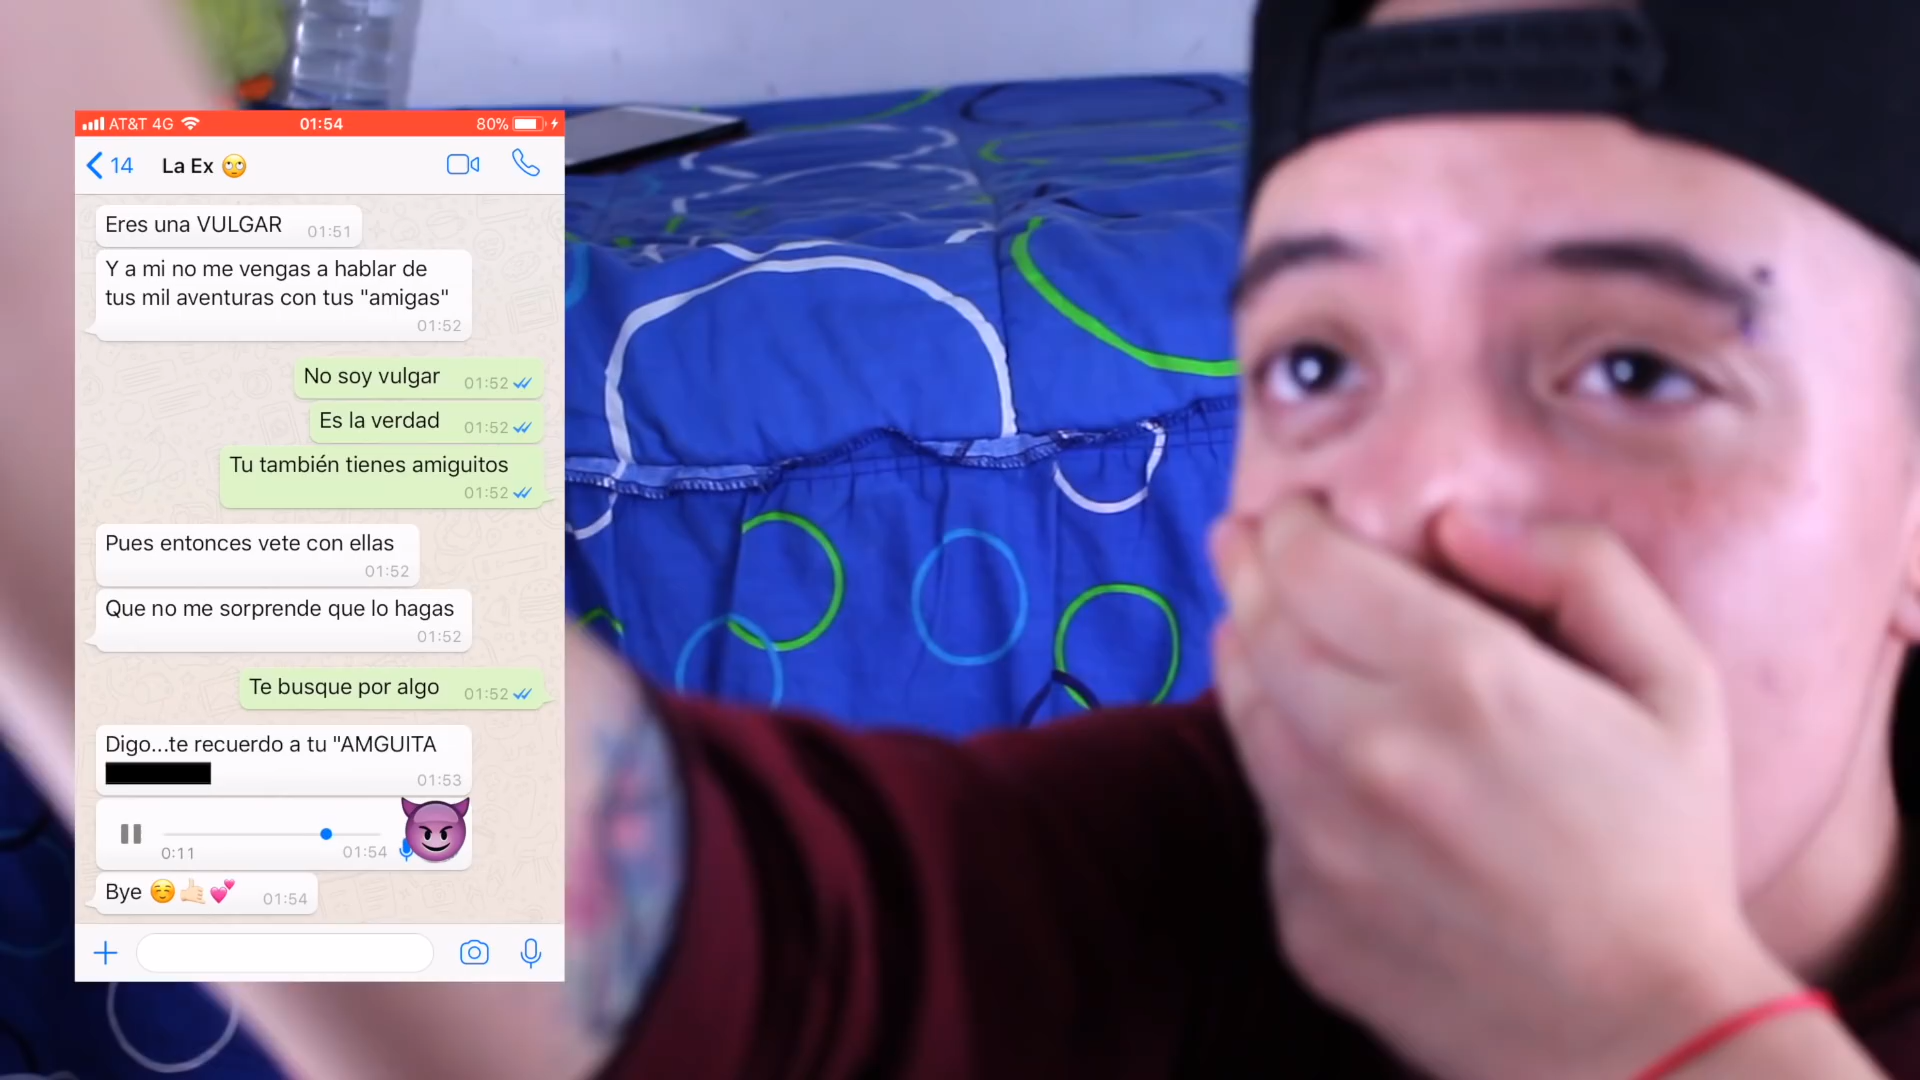 AT&T 4G 01:54 80%
14 La Ex 🙄
Eres una VULGAR 01:51
Y a mi no me vengas a hablar de
tus mil aventuras con tus "amigas"
01:52
No soy vulgar 01:52
Es la verdad 01:52
Tu también tienes amiguitos
01:52
Pues entonces vete con ellas
01:52
Que no me sorprende que lo hagas
01:52
Te busque por algo 01:52
Digo...te recuerdo a tu "AMGUITA
01:53
0:11 01:54
Bye ☺️🤙🏻💕 01:54